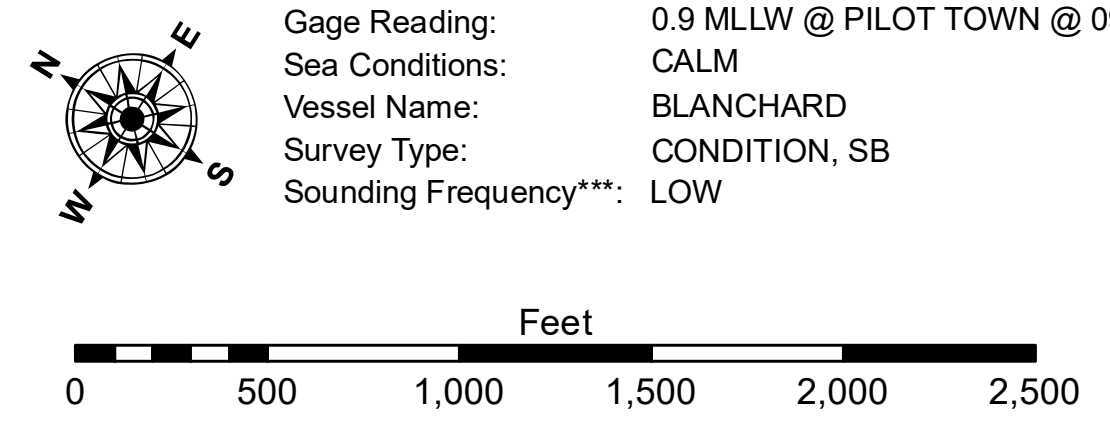 N
E
S
W
Gage Reading: 0.9 MLLW @ PILOT TOWN @
Sea Conditions: CALM
Vessel Name: BLANCHARD
Survey Type: CONDITION, SB
Sounding Frequency***: LOW
Feet
0 500 1,000 1,500 2,000 2,500